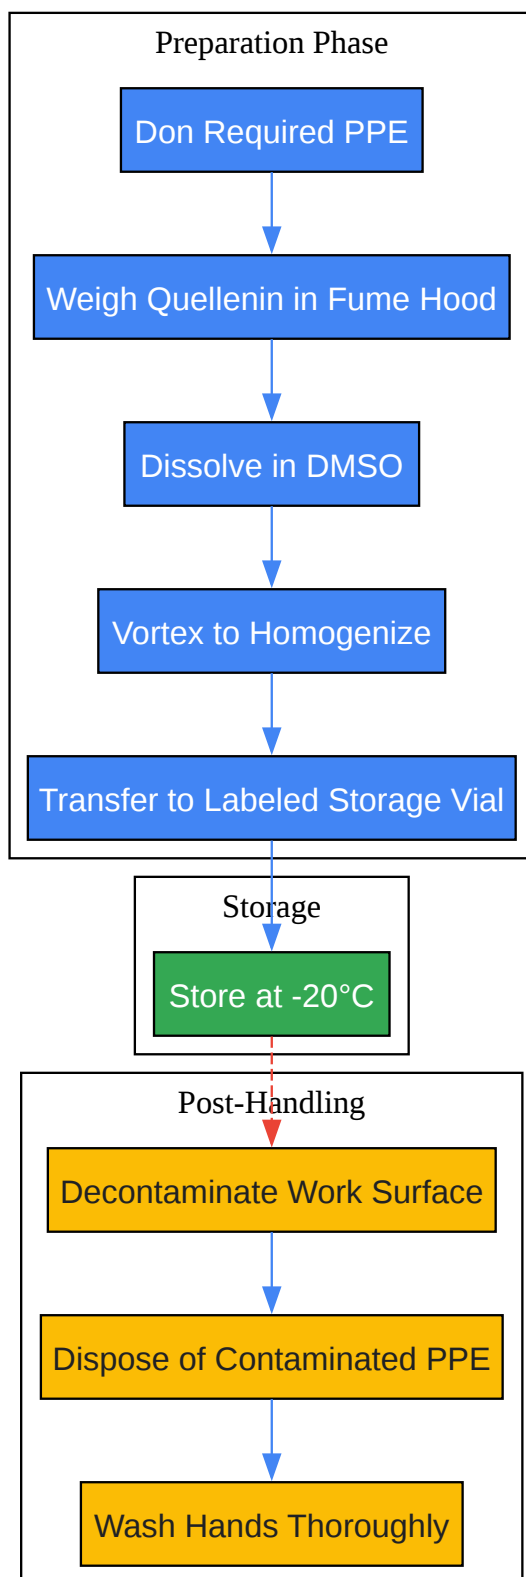 Preparation Phase
Don Required PPE
Weigh Quellenin in Fume Hood
Dissolve in DMSO
Vortex to Homogenize
Transfer to Labeled Storage Vial
Storage
Store at -20°C
Post-Handling
Decontaminate Work Surface
Dispose of Contaminated PPE
Wash Hands Thoroughly